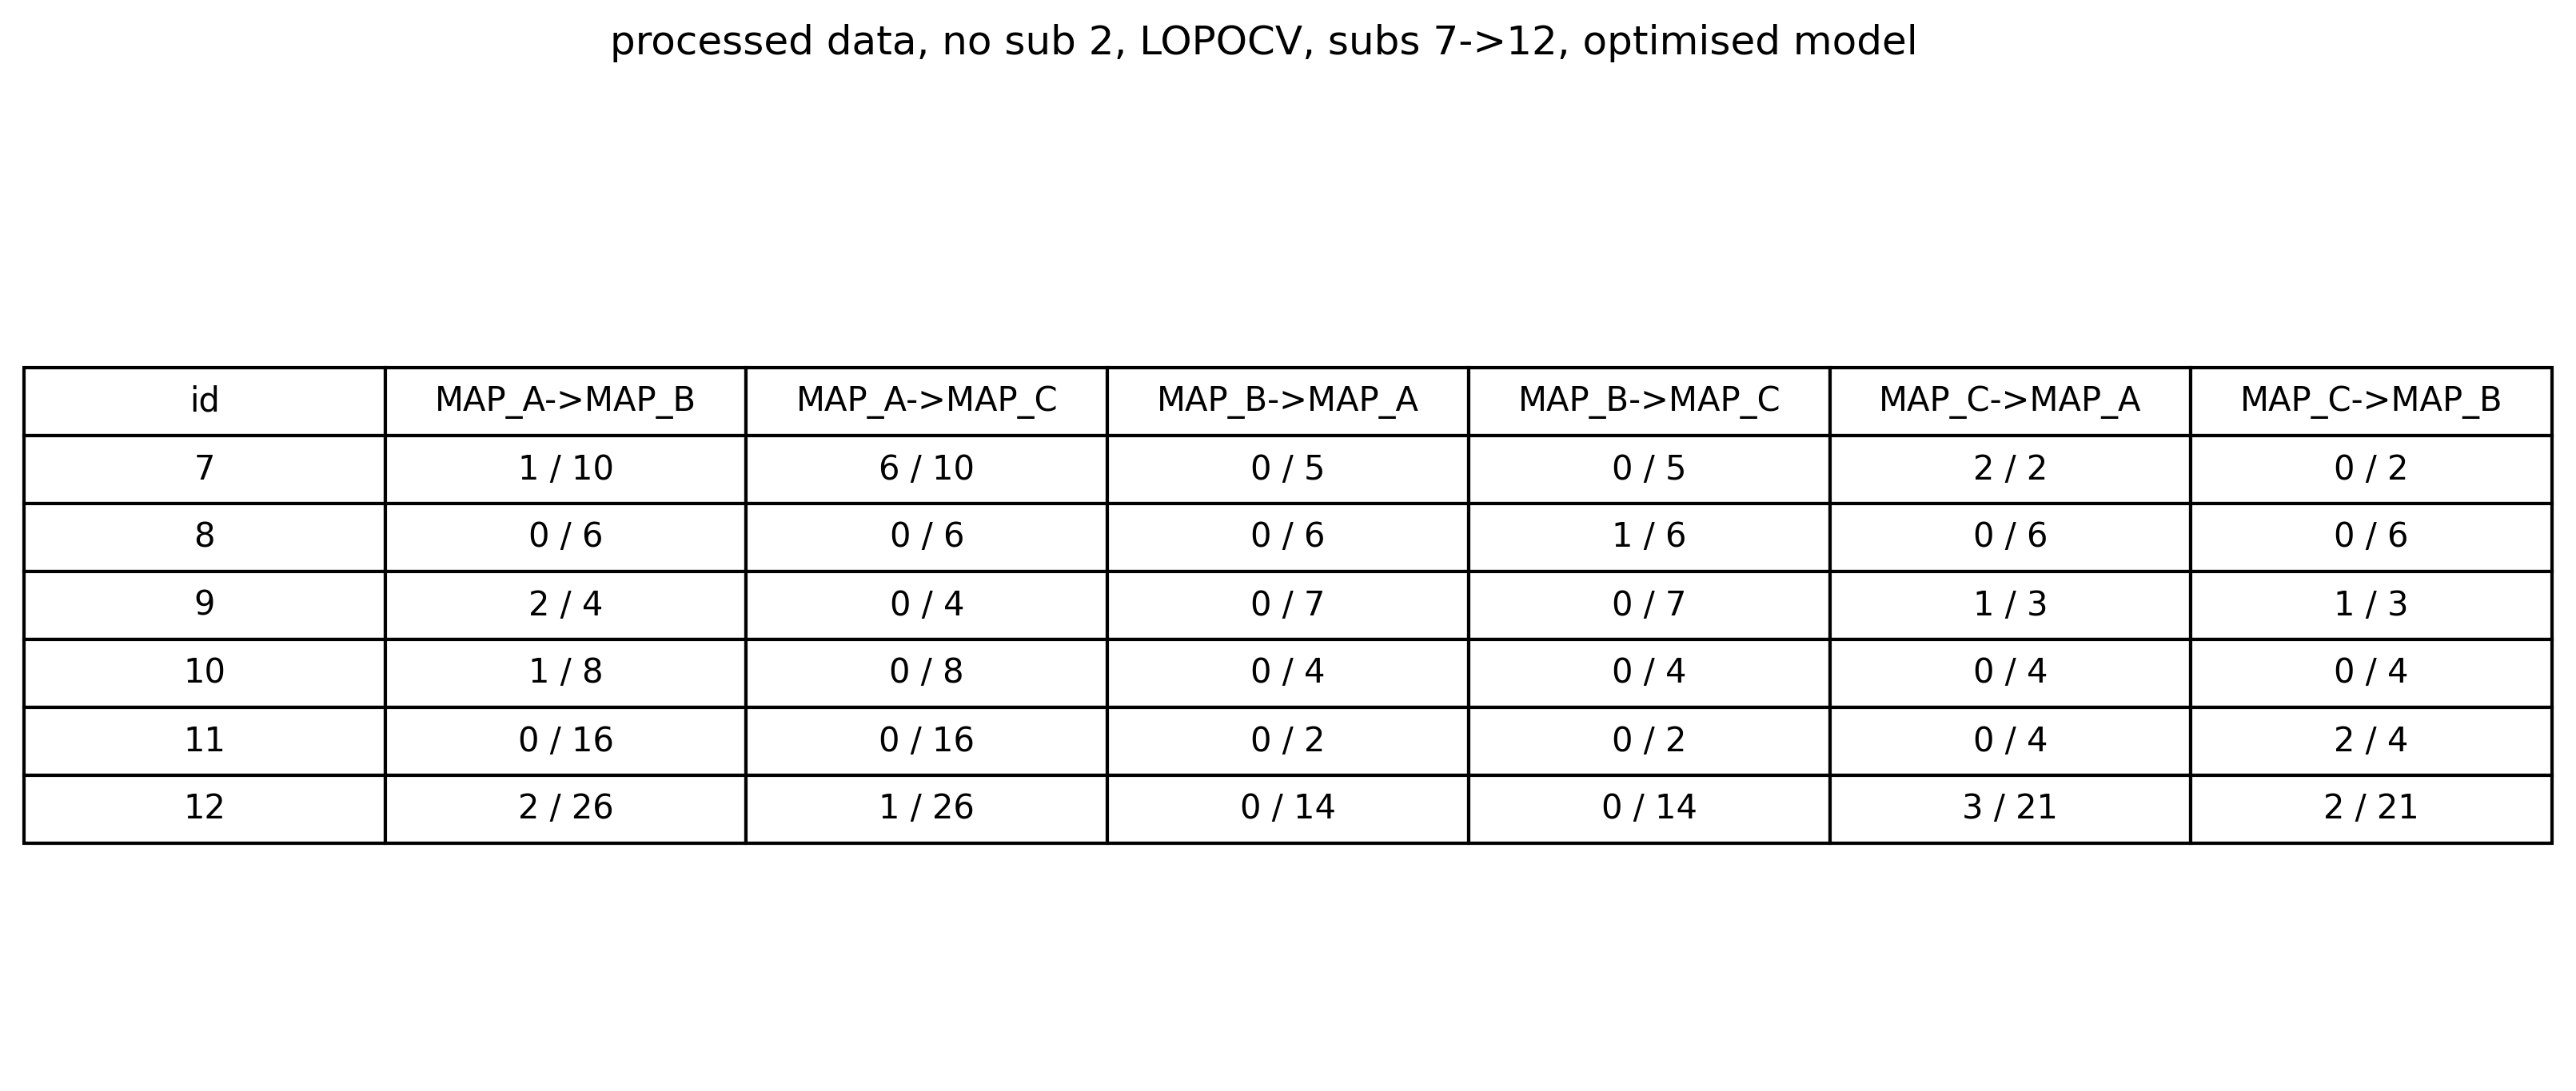 processed data, no sub 2, LOPOCV, subs 7->12, optimised model
id MAP_A->MAP_B MAP_A->MAP_C MAP_B->MAP_A MAP_B->MAP_C MAP_C->MAP_A MAP_C->MAP_B
7 1 / 10 6 / 10 0 / 5 0 / 5 2 / 2 0 / 2
8 0 / 6 0 / 6 0 / 6 1 / 6 0 / 6 0 / 6
9 2 / 4 0 / 4 0 / 7 0 / 7 1 / 3 1 / 3
10 1 / 8 0 / 8 0 / 4 0 / 4 0 / 4 0 / 4
11 0 / 16 0 / 16 0 / 2 0 / 2 0 / 4 2 / 4
12 2 / 26 1 / 26 0 / 14 0 / 14 3 / 21 2 / 21